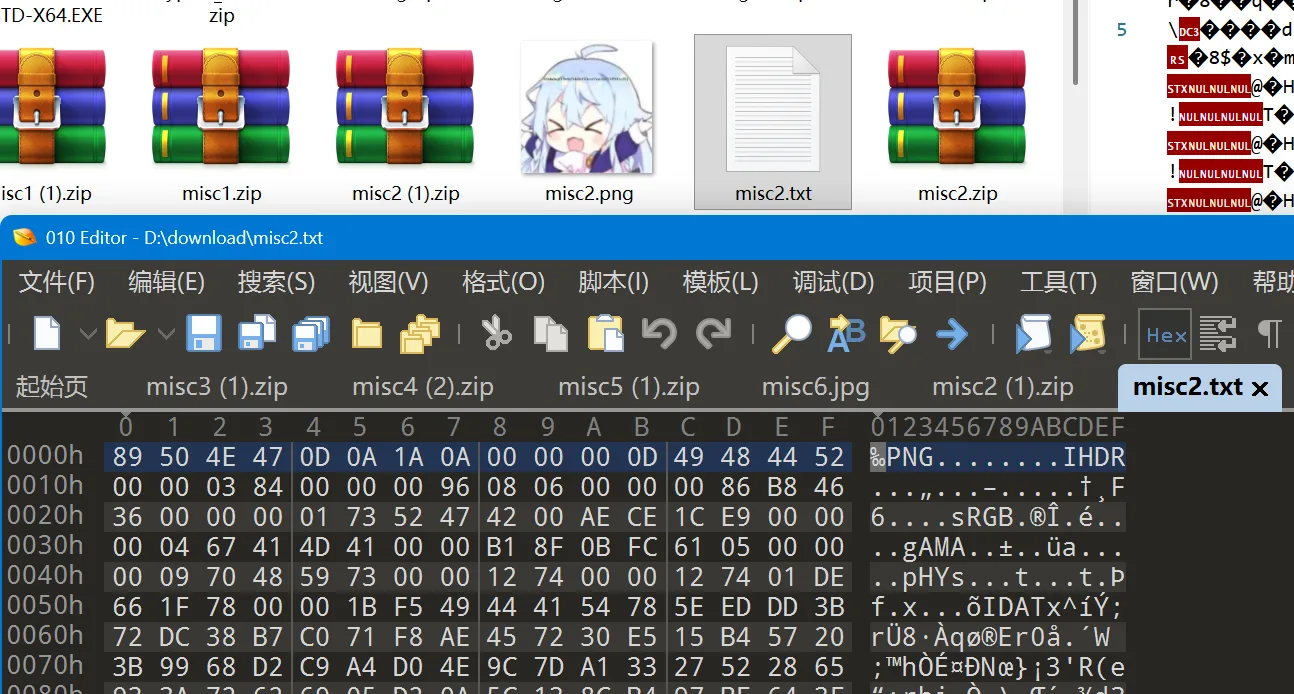 TD-X64.EXE
zip
5
isc1 (1).zip
misc1.zip
misc2 (1).zip
misc2.png
misc2.txt
misc2.zip
DC3
RS
STXNULNULNUL@�H
!NULNULNULNULT�
STXNULNULNUL@�H
!NULNULNULNULT�
STXNULNULNUL@�H
010 Editor - D:\download\misc2.txt
文件(F) 编辑(E) 搜索(S) 视图(V) 格式(O) 脚本(I) 模板(L) 调试(D) 项目(P) 工具(T) 窗口(W) 帮助
Hex
起始页 misc3 (1).zip misc4 (2).zip misc5 (1).zip misc6.jpg misc2 (1).zip misc2.txt
0 1 2 3 4 5 6 7 8 9 A B C D E F 0123456789ABCDEF
0000h 89 50 4E 47 0D 0A 1A 0A 00 00 00 0D 49 48 44 52 ‰PNG........IHDR
0010h 00 00 03 84 00 00 00 96 08 06 00 00 00 86 B8 46 ...„...–.....†¸F
0020h 36 00 00 00 01 73 52 47 42 00 AE CE 1C E9 00 00 6....sRGB.®Î.é..
0030h 00 04 67 41 4D 41 00 00 B1 8F 0B FC 61 05 00 00 ..gAMA..±..üa...
0040h 00 09 70 48 59 73 00 00 12 74 00 00 12 74 01 DE ..pHYs...t...t.Þ
0050h 66 1F 78 00 00 1B F5 49 44 41 54 78 5E ED DD 3B f.x...õIDATx^íÝ;
0060h 72 DC 38 B7 C0 71 F8 AE 45 72 30 E5 15 B4 57 20 rÜ8·Àqø®Er0å.´W
0070h 3B 99 68 D2 C9 A4 D0 4E 9C 7D A1 33 27 52 28 65 ;™hÒÉ¤ÐNœ}¡3'R(e